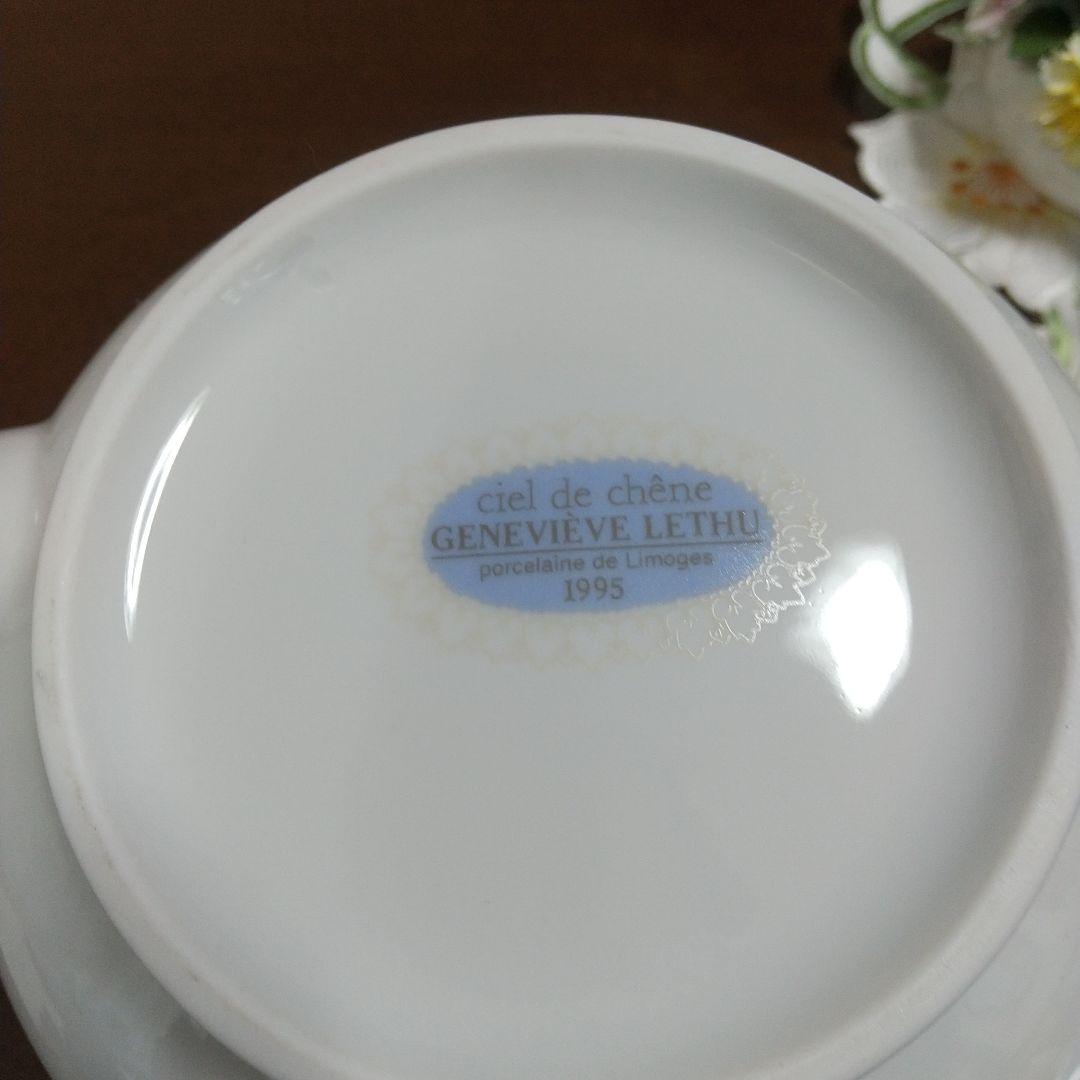 ciel de chêne
GENEVIÈVE LETHU
porcelaine de Limoges
1995